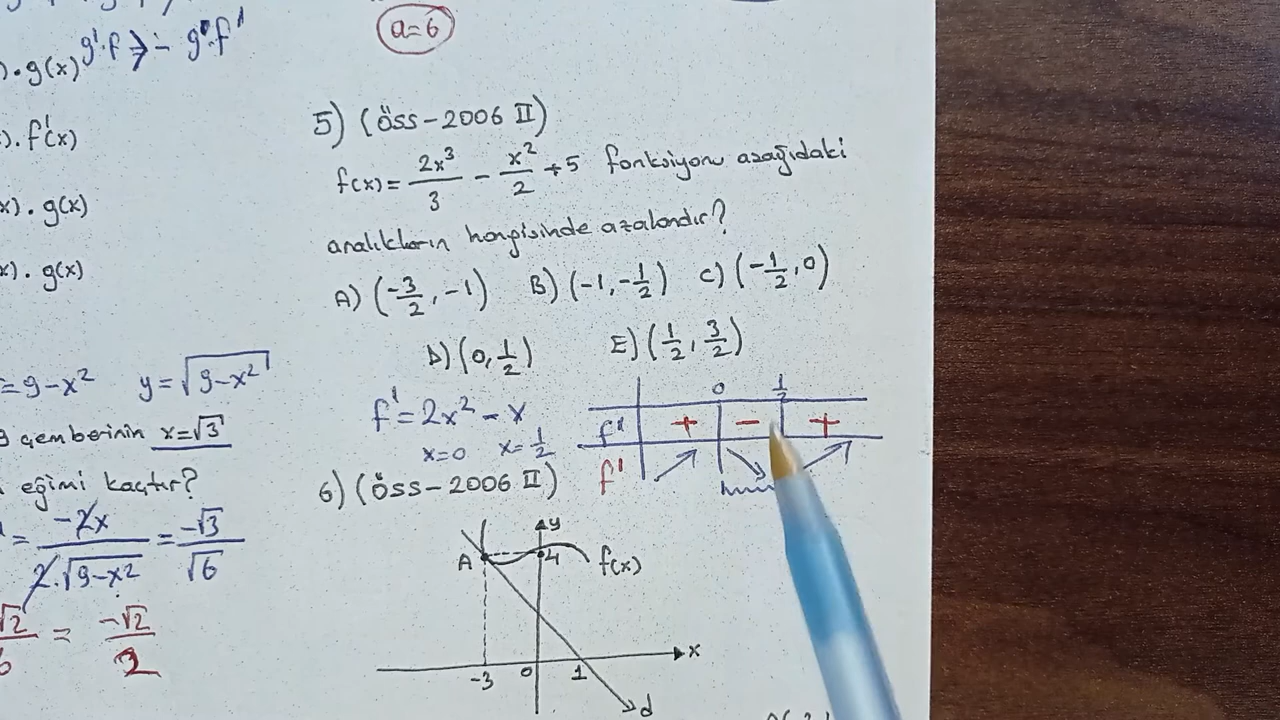 ). g(x) g'.f > - g'.f'
a=6
). f'(x)
x). g(x)
x). g(x)
= 9-x² y = √(9-x²)
çemberinin x=√3
eğimi kaçtır?
= -2x / 2.√(9-x²) = -√3 / √6
√2 / 6 = -√2 / 2
5) (ÖSS-2006 II)
f(x) = 2x³/3 - x²/2 + 5 fonksiyonu aşağıdaki
aralıkların hangisinde azalandır?
A) (-3/2, -1) B) (-1, -1/2) C) (-1/2, 0)
D) (0, 1/2) E) (1/2, 3/2)
f' = 2x² - x
x=0 x=1/2
0 1/2
f' + - +
f'
6) (ÖSS-2006 II)
y
A 4 f(x)
-3 0 1 x
d